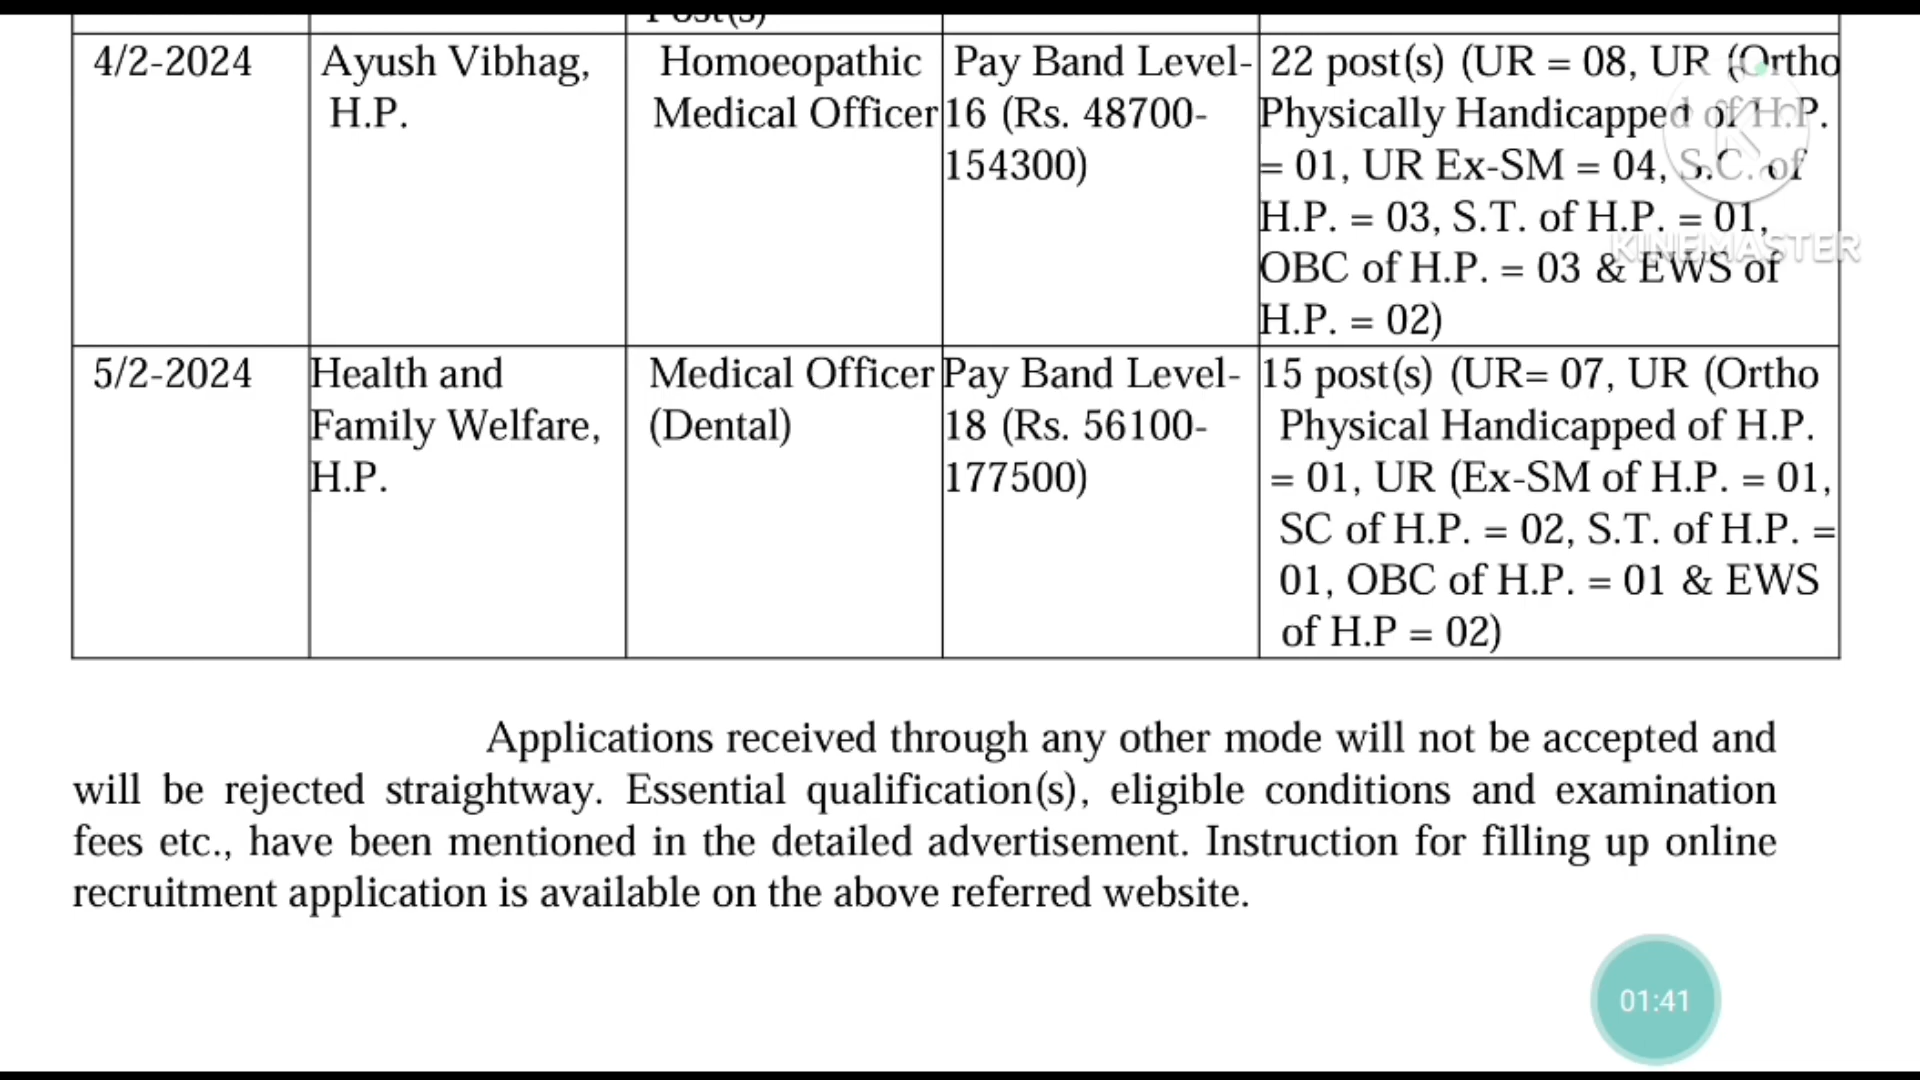 Post(s)
4/2-2024
Ayush Vibhag,
H.P.
Homoeopathic
Medical Officer
Pay Band Level-
16 (Rs. 48700-
154300)
22 post(s) (UR = 08, UR (Ortho
Physically Handicapped of H.P.
= 01, UR Ex-SM = 04, S.C. of
H.P. = 03, S.T. of H.P. = 01,
OBC of H.P. = 03 & EWS of
H.P. = 02)
KINEMASTER
5/2-2024
Health and
Family Welfare,
H.P.
Medical Officer
(Dental)
Pay Band Level-
18 (Rs. 56100-
177500)
15 post(s) (UR= 07, UR (Ortho
Physical Handicapped of H.P.
= 01, UR (Ex-SM of H.P. = 01,
SC of H.P. = 02, S.T. of H.P. =
01, OBC of H.P. = 01 & EWS
of H.P = 02)
Applications received through any other mode will not be accepted and
will be rejected straightway. Essential qualification(s), eligible conditions and examination
fees etc., have been mentioned in the detailed advertisement. Instruction for filling up online
recruitment application is available on the above referred website.
01:41